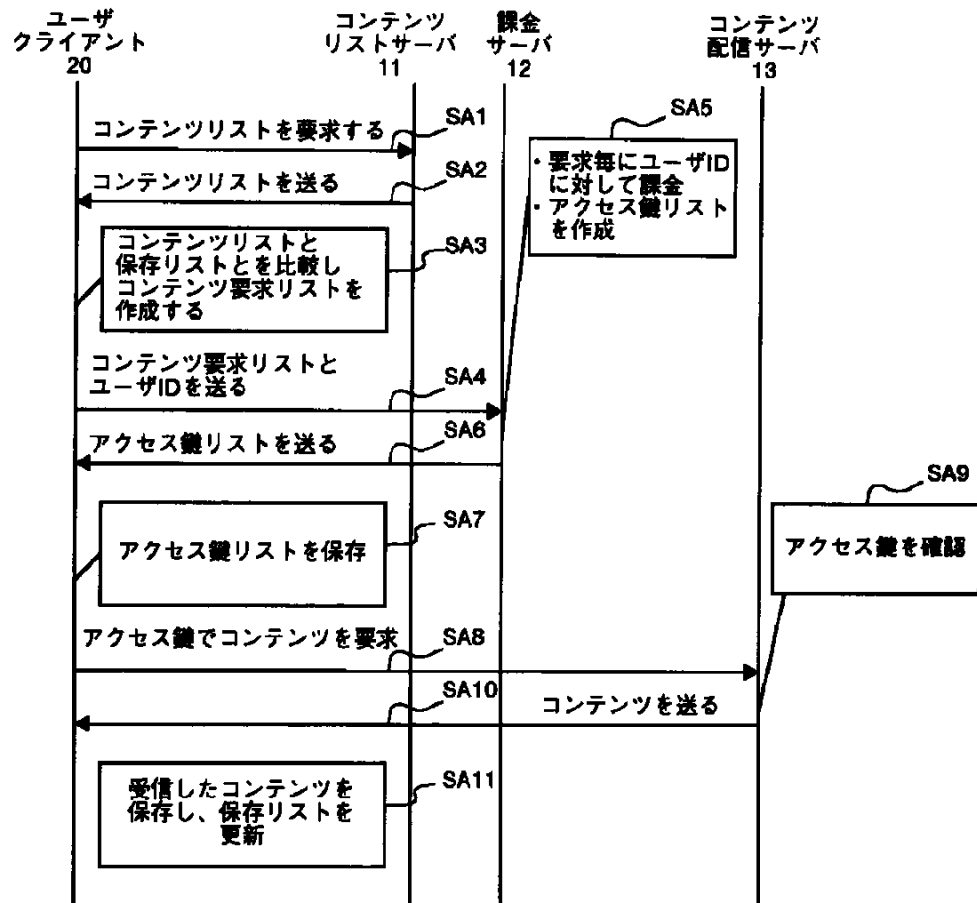 ユーザ
クライアント
20
コンテンツ
リストサーバ
11
課金
サーバ
12
コンテンツ
配信サーバ
13
コンテンツリストを要求する
SA1
コンテンツリストを送る
SA2
SA5
・要求毎にユーザID
に対して課金
・アクセス鍵リスト
を作成
コンテンツリストと
保存リストとを比較し
コンテンツ要求リストを
作成する
SA3
コンテンツ要求リストと
ユーザIDを送る
SA4
アクセス鍵リストを送る
SA6
アクセス鍵リストを保存
SA7
SA9
アクセス鍵を確認
アクセス鍵でコンテンツを要求
SA8
SA10
コンテンツを送る
受信したコンテンツを
保存し、保存リストを
更新
SA11